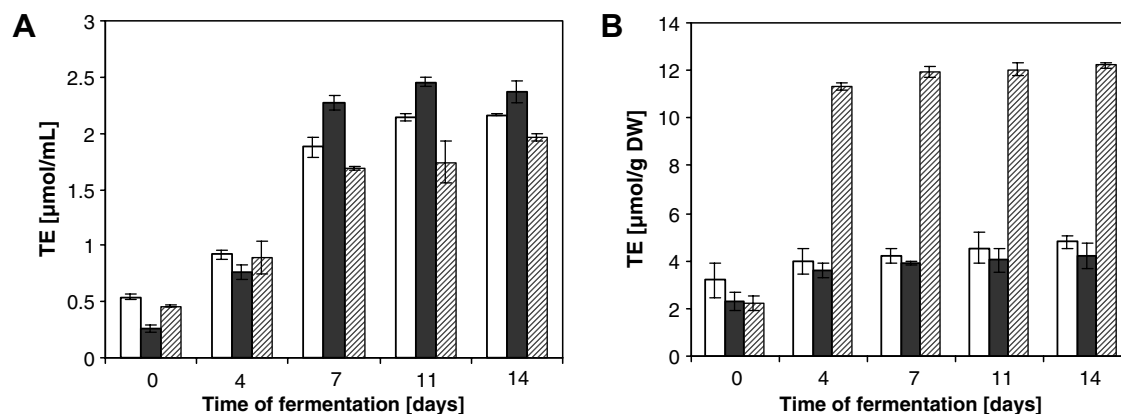 A
TE [µmol/mL]
3
2.5
2
1.5
1
0.5
0
0 4 7 11 14
Time of fermentation [days]
B
TE [µmol/g DW]
14
12
10
8
6
4
2
0
0 4 7 11 14
Time of fermentation [days]